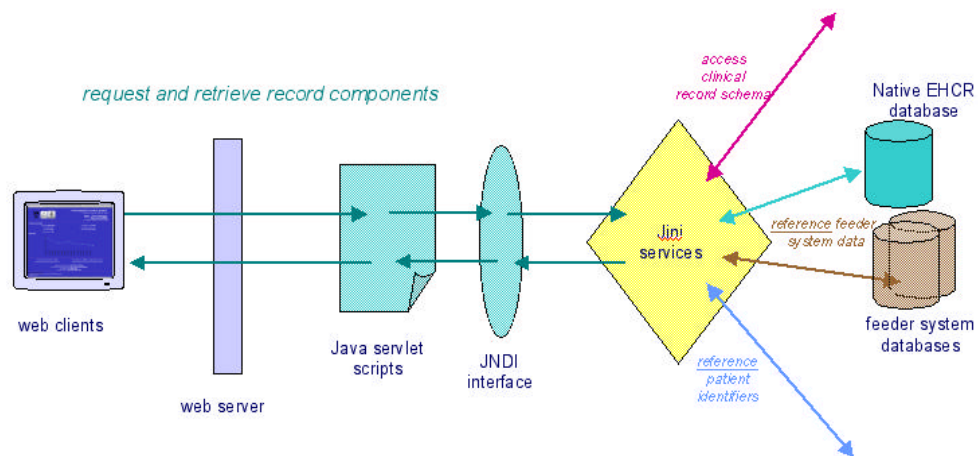 access
clinical
record schema
request and retrieve record components
Native EHCR
database
Jini
services
reference feeder
system data
web clients
Java servlet
scripts
JNDI
interface
feeder system
databases
reference
patient
identifiers
web server